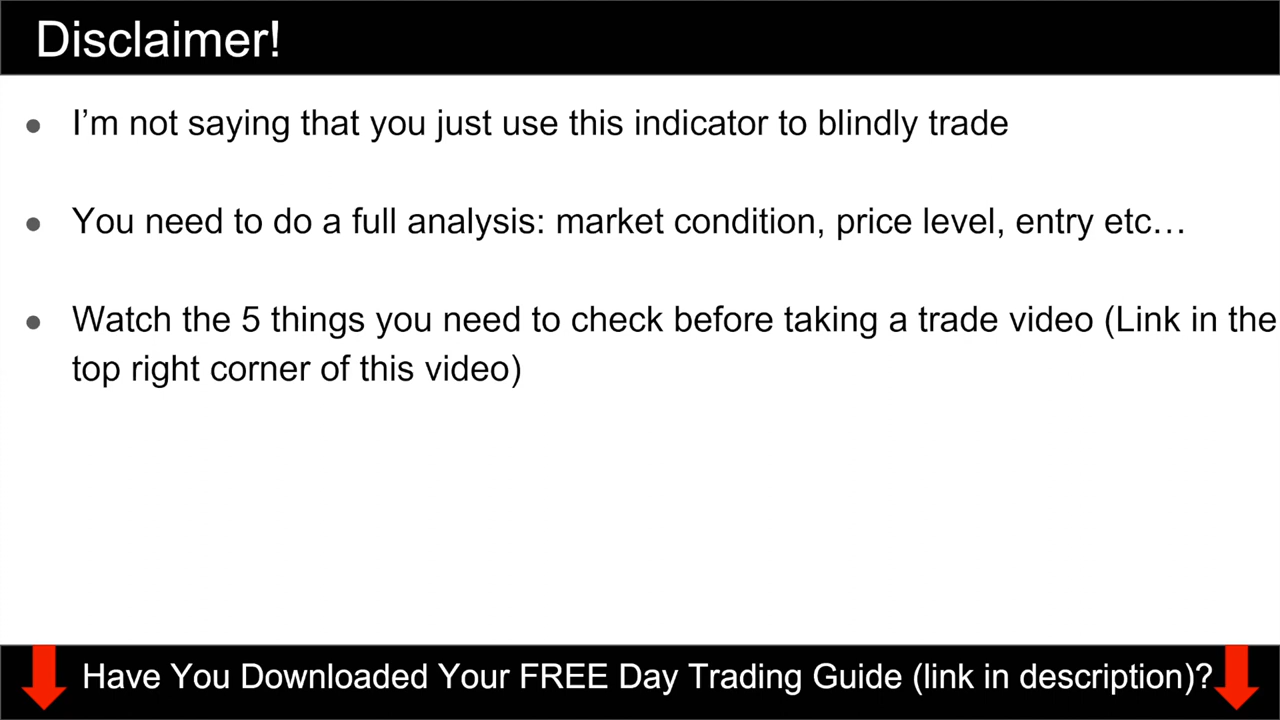 Disclaimer!
● I’m not saying that you just use this indicator to blindly trade
● You need to do a full analysis: market condition, price level, entry etc…
● Watch the 5 things you need to check before taking a trade video (Link in the
top right corner of this video)
Have You Downloaded Your FREE Day Trading Guide (link in description)?